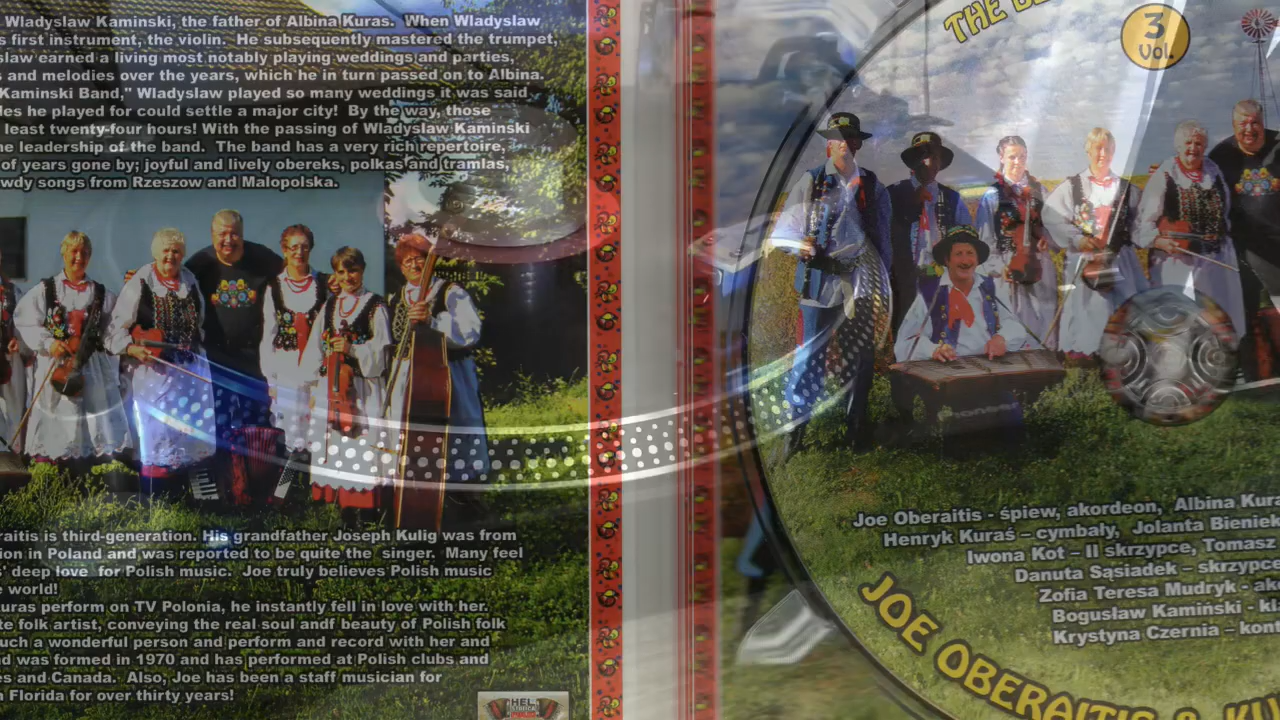 Wladyslaw Kaminski, the father of Albina Kuras. When Wladyslaw
s first instrument, the violin. He subsequently mastered the trumpet,
slaw earned a living most notably playing weddings and parties,
s and melodies over the years, which he in turn passed on to Albina.
Kaminski Band," Wladyslaw played so many weddings it was said
les he played for could settle a major city! By the way, those
least twenty-four hours! With the passing of Wladyslaw Kaminski
he leadership of the band. The band has a very rich repertoire,
of years gone by; joyful and lively obereks, polkas and tramlas,
wdy songs from Rzeszow and Malopolska.
raitis is third-generation. His grandfather Joseph Kulig was from
ion in Poland and was reported to be quite the singer. Many feel
s' deep love for Polish music. Joe truly believes Polish music
e world!
uras perform on TV Polonia, he instantly fell in love with her.
te folk artist, conveying the real soul andf beauty of Polish folk
uch a wonderful person and perform and record with her and
nd was formed in 1970 and has performed at Polish clubs and
es and Canada. Also, Joe has been a staff musician for
n Florida for over thirty years!
HEL
THE BE
3
VOL.
Joe Oberaitis - śpiew, akordeon, Albina Kura
Henryk Kuraś – cymbały, Jolanta Bieniek
Iwona Kot – II skrzypce, Tomasz
Danuta Sąsiadek – skrzypce
Zofia Teresa Mudryk - ak
Bogusław Kamiński - kl
Krystyna Czernia – kont
JOE OBERAITIS & KU